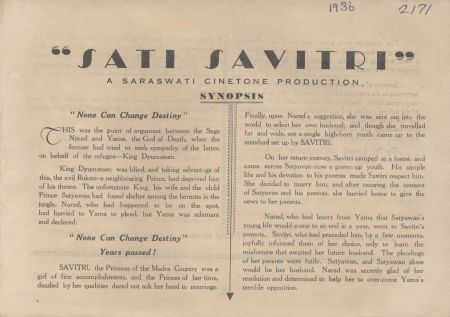 1936
2171
"SATI SAVITRI"
A SARASWATI CINETONE PRODUCTION.
SYNOPSIS
"None Can Change Destiny"
THIS was the point of argument between the Sage
Narad and Yama, the God of Death, when the
former had tried to seek sympathy of the latter,
on behalf of the refugee—King Dyumatsen.
King Dyumatsen was blind, and taking advantage of
this, the evil Rukmi-a neighbouring Prince, had deprived him
of his throne. The unfortunate King, his wife and the child
Prince Satyawan had found shelter among the hermits in the
jungle. Narad, who had happened to be on the spot,
had hurried to Yama to plead, but Yama was adamant
and declared.
"None Can Change Destiny"
Years passed!
SAVITRI, the Princess of the Madra Country was a
girl of fine accomplishments, and the Princes of her time,
dazzled by her qualities dared not ask her hand in marriage.
Finally, upon Narad's suggestion, she was sent out into the
world to select her own husband; and though she travelled
far and wide, not a single high-born youth came up to the
standard set up by SAVITRI.
On her return journey, Savitri camped in a forest, and
came across Satyawan-now a grown up youth. His simple
life and his devotion to his parents made Savitri respect him.
She decided to marry him, and after securing the consent
of Satyawan and his parents, she hurried home to give the
news to her parents.
Narad, who had learnt from Yama that Satyawan's
young life would come to an end in a year, went to Savitri's
parents. Savitri, who had preceded him, by a few moments,
joyfully informed them of her choice, only to learn the
misfortune that awaited her future husband. The pleadings
of her parents were futile. Satyawan, and Satyawan alone
would be her husband. Narad was secretly glad of her
resolution and determined to help her to over-come Yama's
terrible opposition.